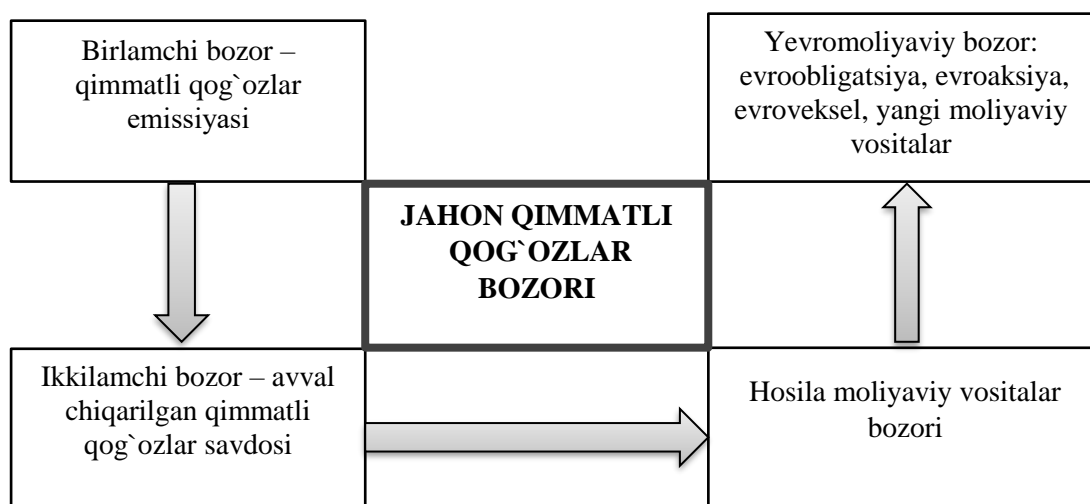 Birlamchi bozor –
qimmatli qog`ozlar
emissiyasi
Yevromoliyaviy bozor:
evroobligatsiya, evroaksiya,
evroveksel, yangi moliyaviy
vositalar
JAHON QIMMATLI
QOG`OZLAR
BOZORI
Ikkilamchi bozor – avval
chiqarilgan qimmatli
qog`ozlar savdosi
Hosila moliyaviy vositalar
bozori